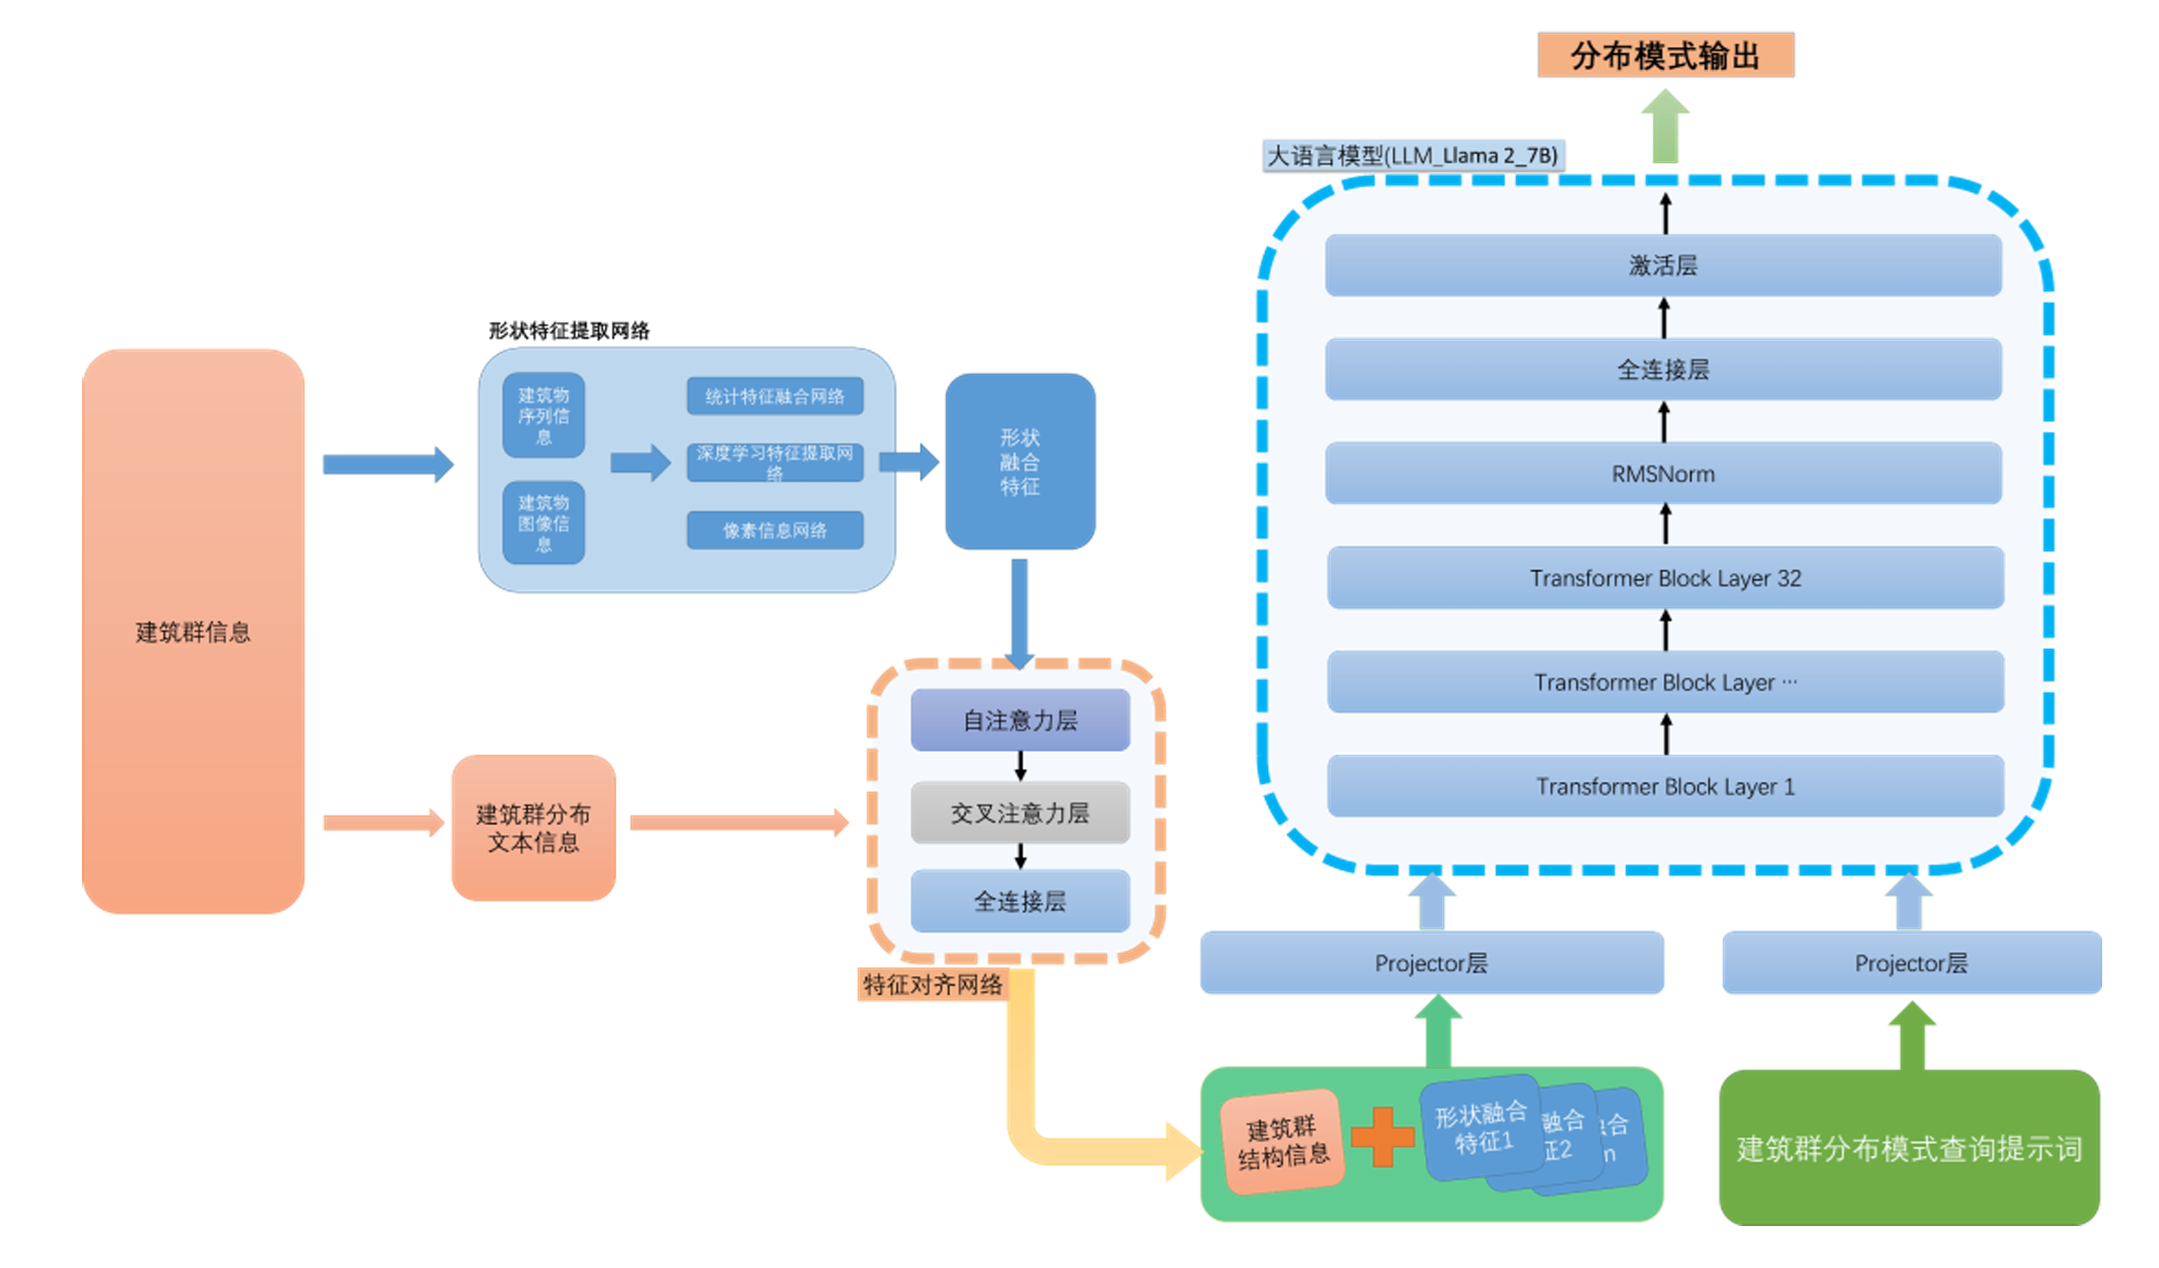 分布模式输出
大语言模型(LLM_Llama 2_7B)
激活层
全连接层
RMSNorm
Transformer Block Layer 32
Transformer Block Layer ···
Transformer Block Layer 1
Projector层
Projector层
形状特征提取网络
建筑物
序列信
息
建筑物
图像信
息
统计特征融合网络
深度学习特征提取网
络
像素信息网络
形状
融合
特征
建筑群信息
建筑群分布
文本信息
自注意力层
交叉注意力层
全连接层
特征对齐网络
建筑群
结构信息
形状融合
特征1
融合
征2
合
n
建筑群分布模式查询提示词